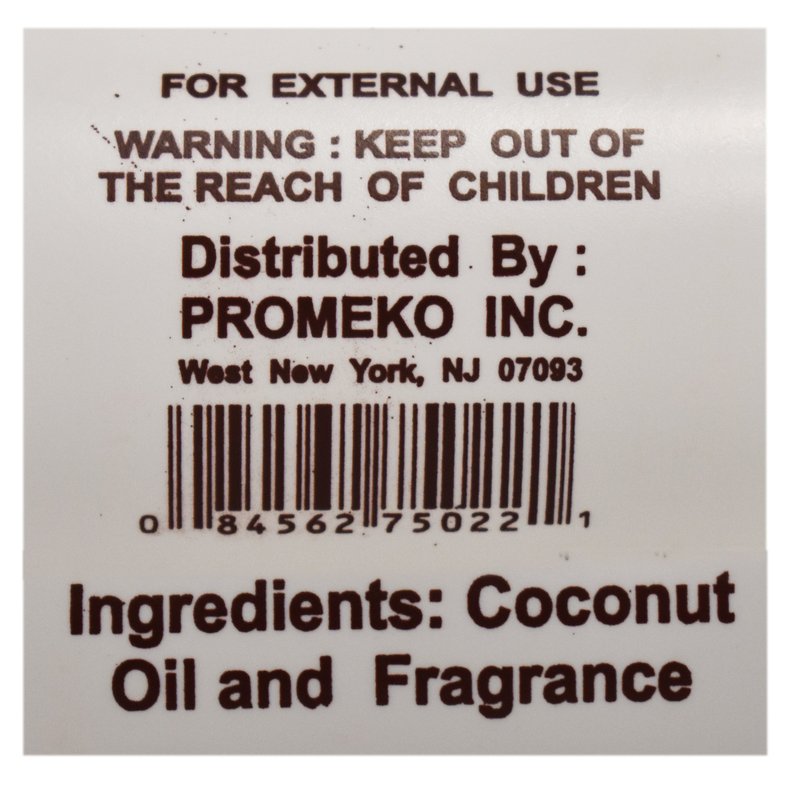 FOR EXTERNAL USE
WARNING : KEEP OUT OF
THE REACH OF CHILDREN
Distributed By :
PROMEKO INC.
West New York, NJ 07093
0 84562 75022 1
Ingredients: Coconut
Oil and Fragrance